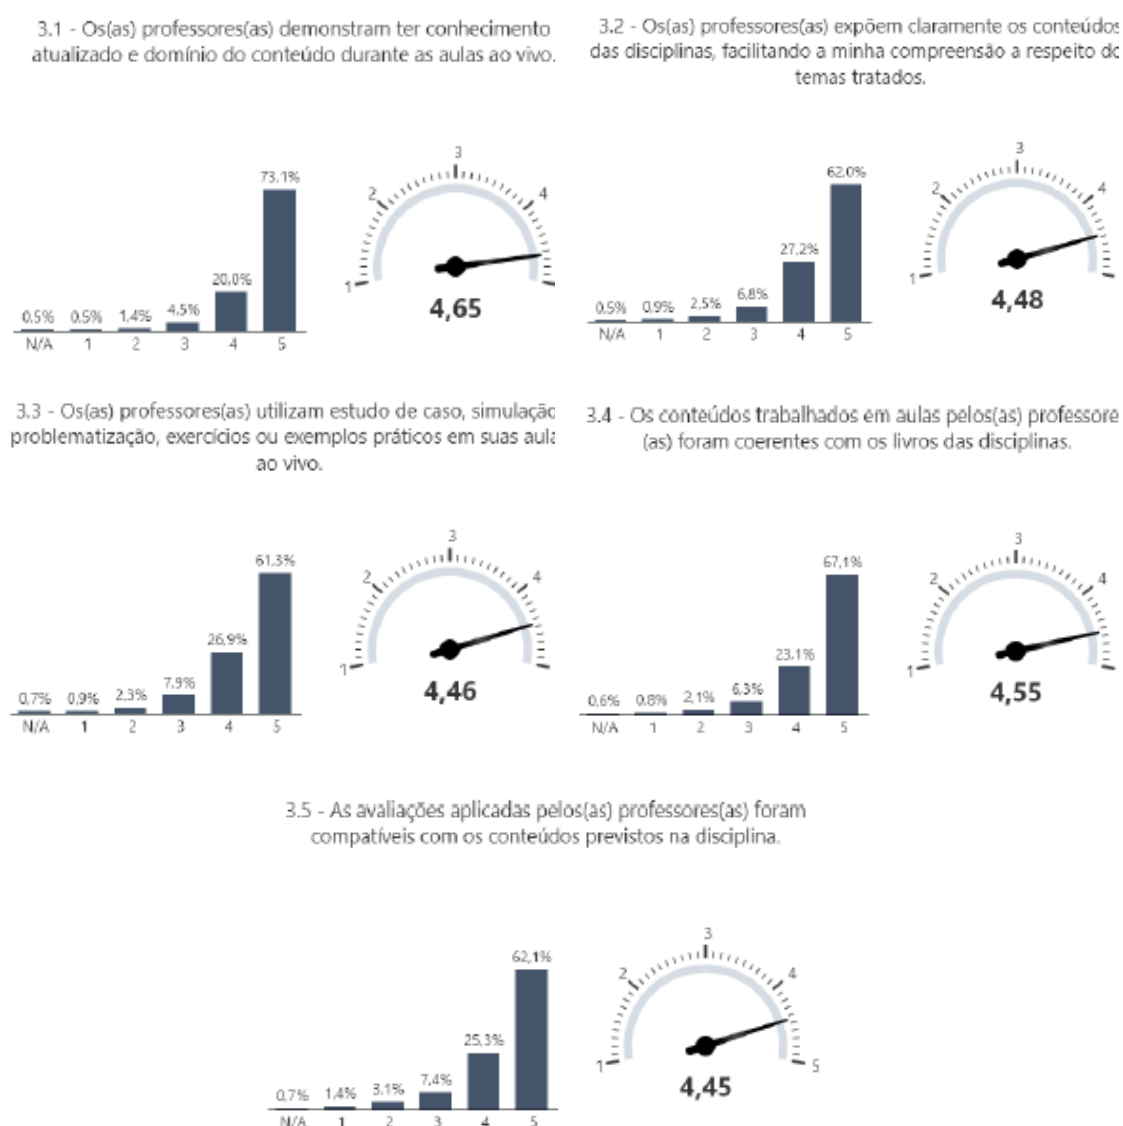 3.1 - Os(as) professores(as) demonstram ter conhecimento
atualizado e domínio do conteúdo durante as aulas ao vivo.
73,1%
20,0%
4,5%
1,4%
0,5%
0,5%
N/A 1 2 3 4 5
1 2 3 4
4,65
3.2 - Os(as) professores(as) expõem claramente os conteúdos
das disciplinas, facilitando a minha compreensão a respeito do
temas tratados.
62,0%
27,2%
6,8%
2,5%
0,9%
0,5%
N/A 1 2 3 4 5
1 2 3 4
4,48
3.3 - Os(as) professores(as) utilizam estudo de caso, simulação
problematização, exercícios ou exemplos práticos em suas aula
ao vivo.
61,3%
26,9%
7,9%
2,3%
0,9%
0,7%
N/A 1 2 3 4 5
1 2 3 4
4,46
3.4 - Os conteúdos trabalhados em aulas pelos(as) professore
(as) foram coerentes com os livros das disciplinas.
67,1%
23,1%
6,3%
2,1%
0,8%
0,6%
N/A 1 2 3 4 5
1 2 3 4
4,55
3.5 - As avaliações aplicadas pelos(as) professores(as) foram
compatíveis com os conteúdos previstos na disciplina.
62,1%
25,3%
7,4%
3,1%
1,4%
0,7%
N/A 1 2 3 4 5
1 2 3 4 5
4,45